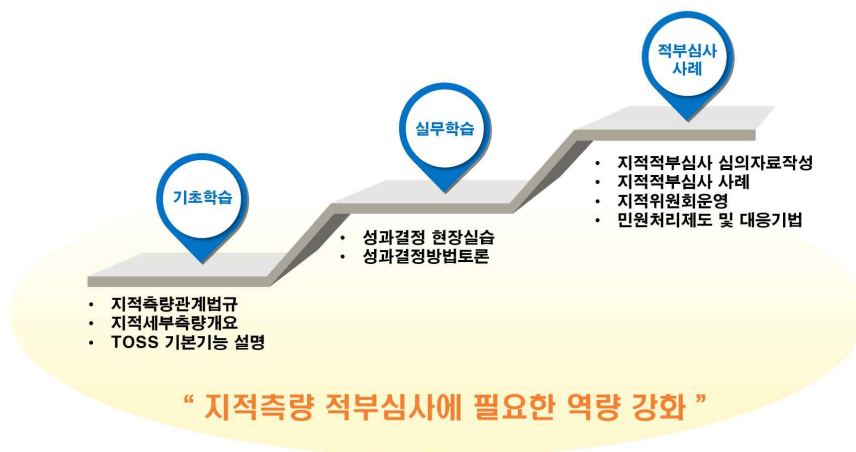 기초학습
• 지적측량관계법규
• 지적세부측량개요
• TOSS 기본기능 설명
실무학습
• 성과결정 현장실습
• 성과결정방법토론
적부심사
사례
• 지적적부심사 심의자료작성
• 지적적부심사 사례
• 지적위원회운영
• 민원처리제도 및 대응기법
“ 지적측량 적부심사에 필요한 역량 강화 ”